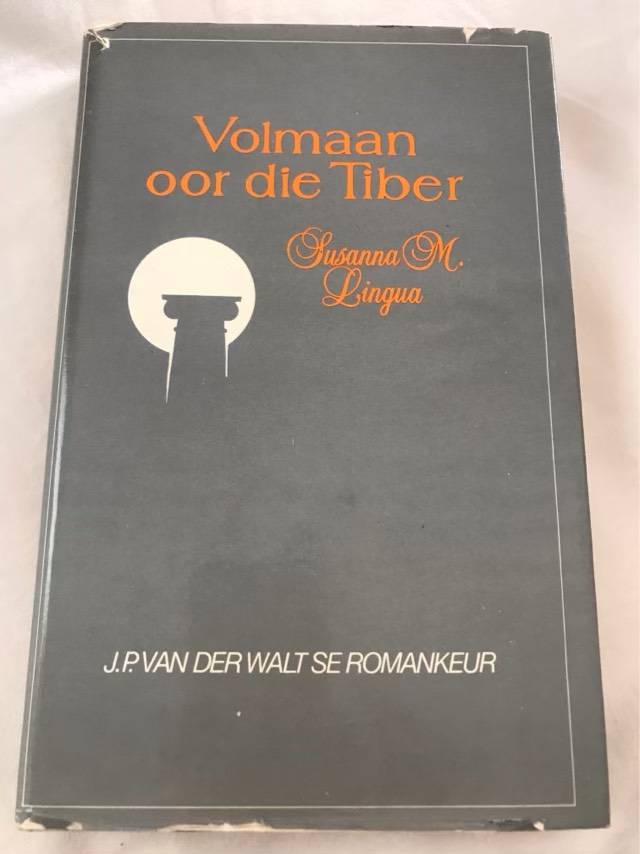 Volmaan
oor die Tiber
Susanna M.
Lingua
J.P. VAN DER WALT SE ROMANKEUR